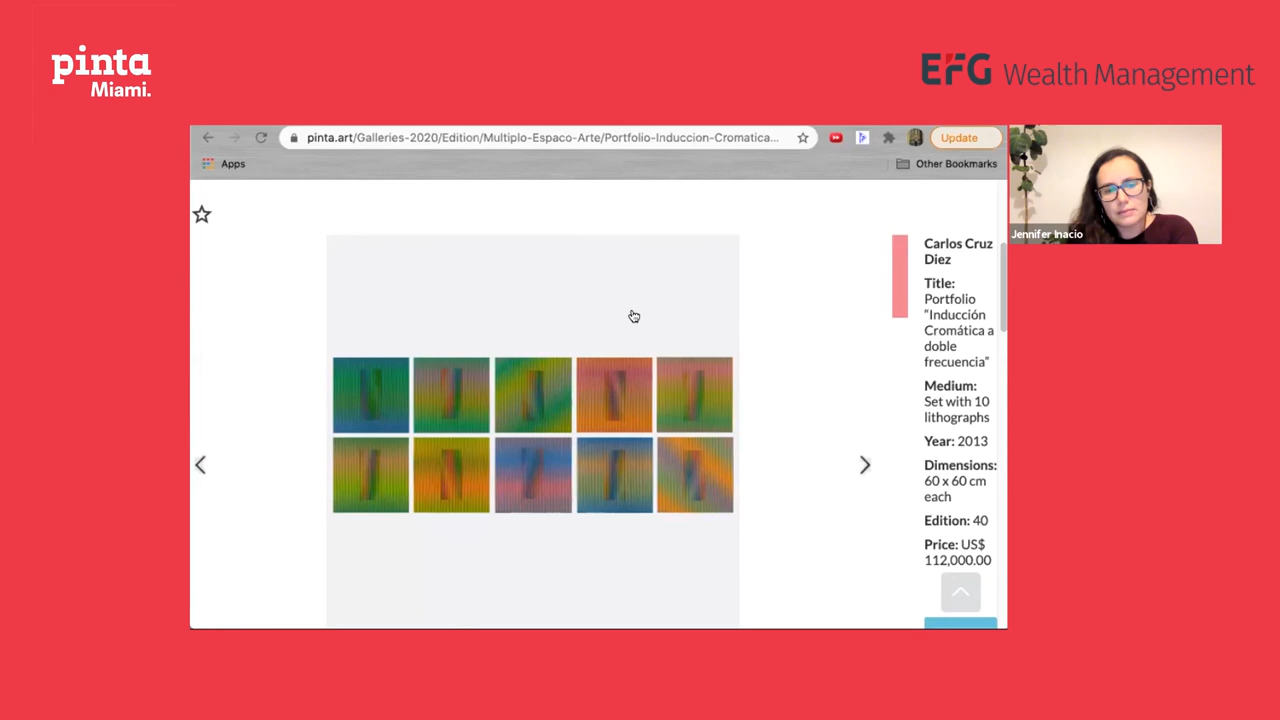 pinta
Miami.
EFG Wealth Management
pinta.art/Galleries-2020/Edition/Multiplo-Espaco-Arte/Portfolio-Induccion-Cromatica...
Update
Apps
Other Bookmarks
Jennifer Inacio
Carlos Cruz
Diez
Title:
Portfolio
"Inducción
Cromática a
doble
frecuencia"
Medium:
Set with 10
lithographs
Year: 2013
Dimensions:
60 x 60 cm
each
Edition: 40
Price: US$
112,000.00